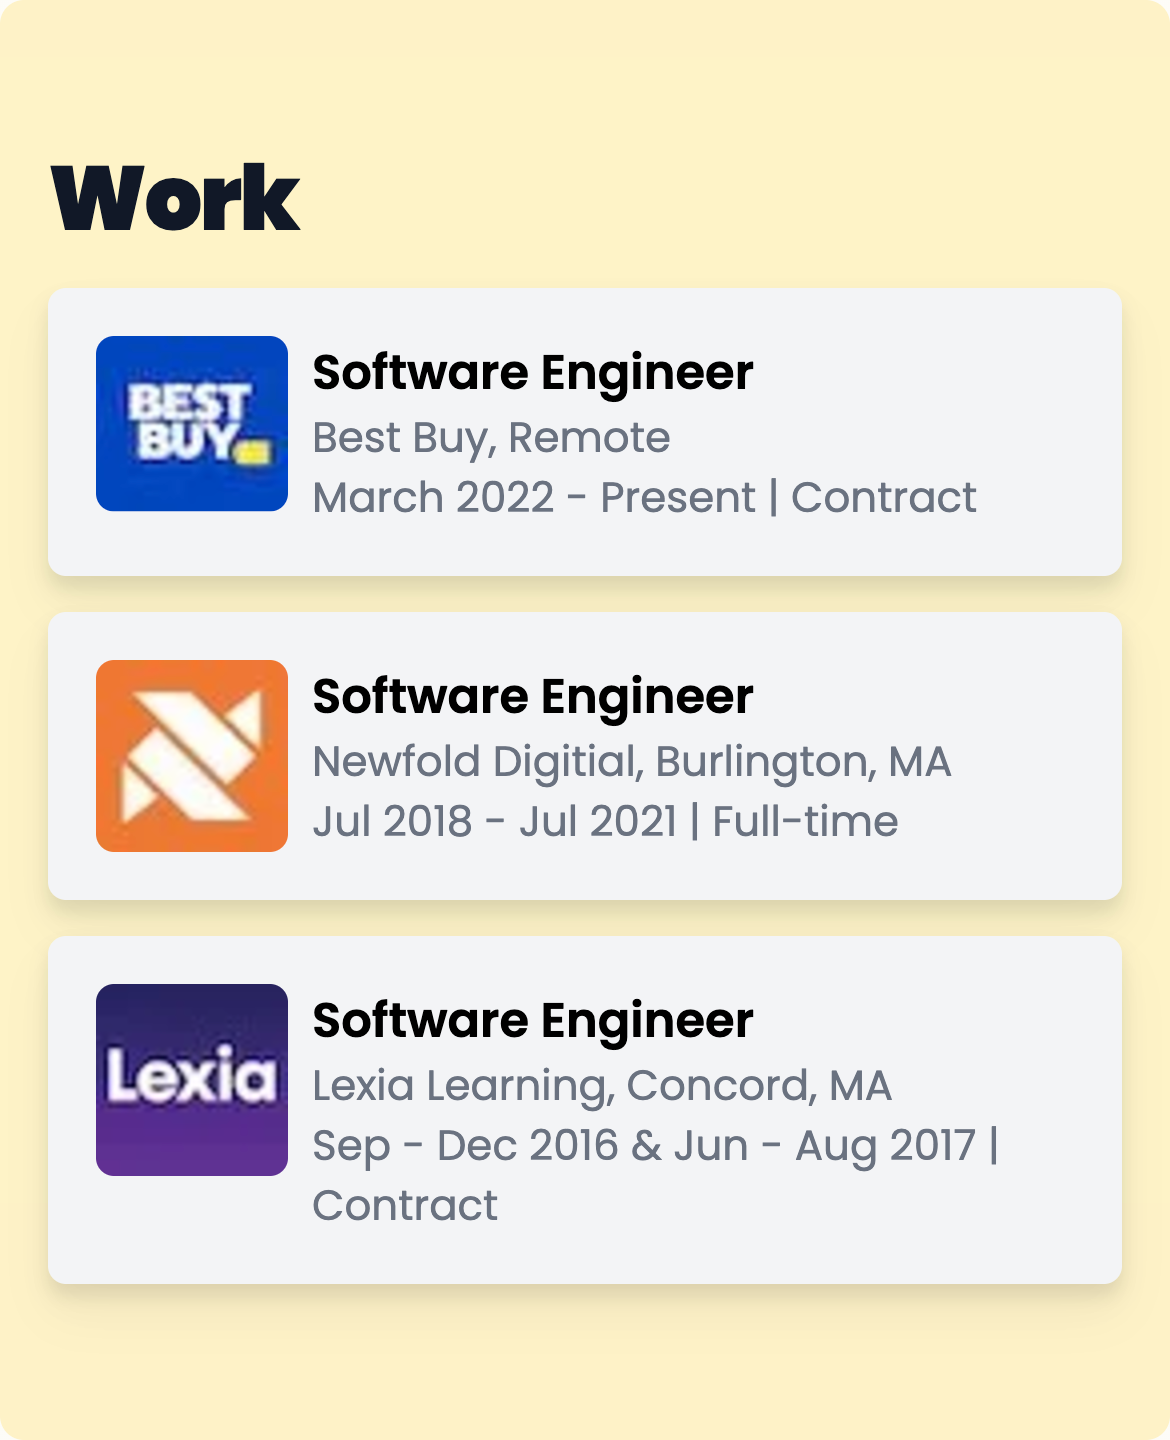 Work
BEST
BUY
Software Engineer
Best Buy, Remote
March 2022 - Present | Contract
Software Engineer
Newfold Digitial, Burlington, MA
Jul 2018 - Jul 2021 | Full-time
Lexia
Software Engineer
Lexia Learning, Concord, MA
Sep - Dec 2016 & Jun - Aug 2017 |
Contract